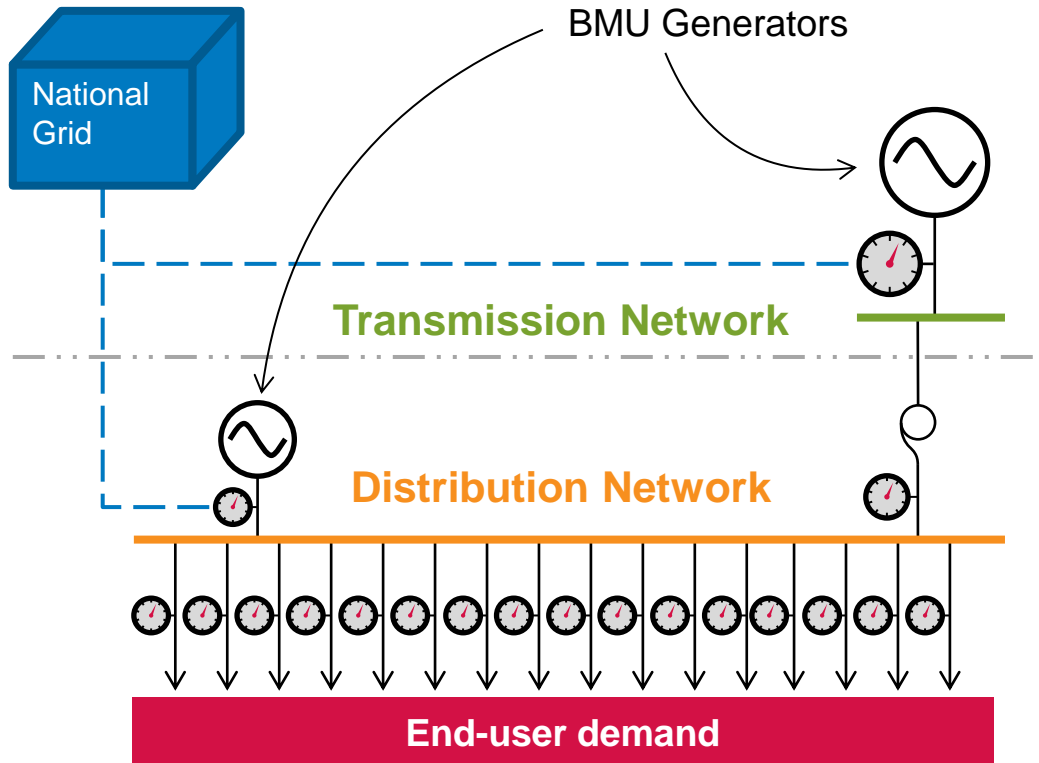 BMU Generators
National
Grid
Transmission Network
Distribution Network
End-user demand